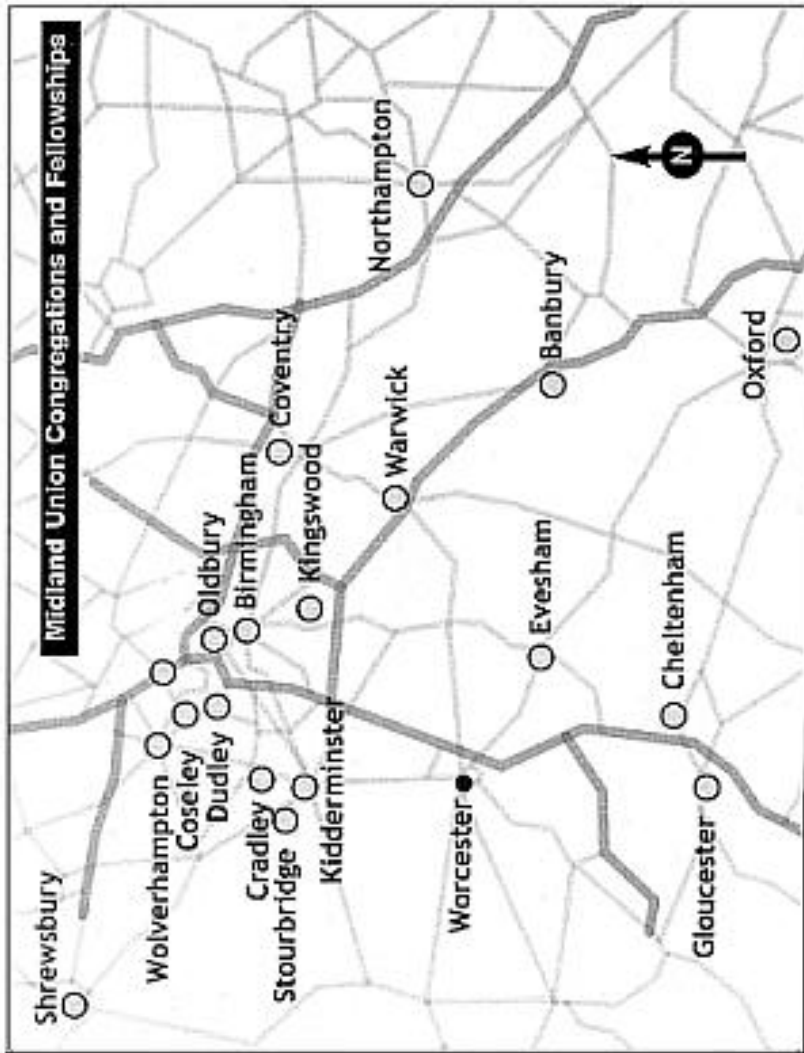 Midland Union Congregations and Fellowships
Shrewsbury
Wolverhampton
Coseley
Dudley
Oldbury
Birmingham
Cradley
Stourbridge
Kidderminster
Kingswood
Coventry
Northampton
Warwick
Worcester
Evesham
Banbury
Cheltenham
Gloucester
Oxford
N